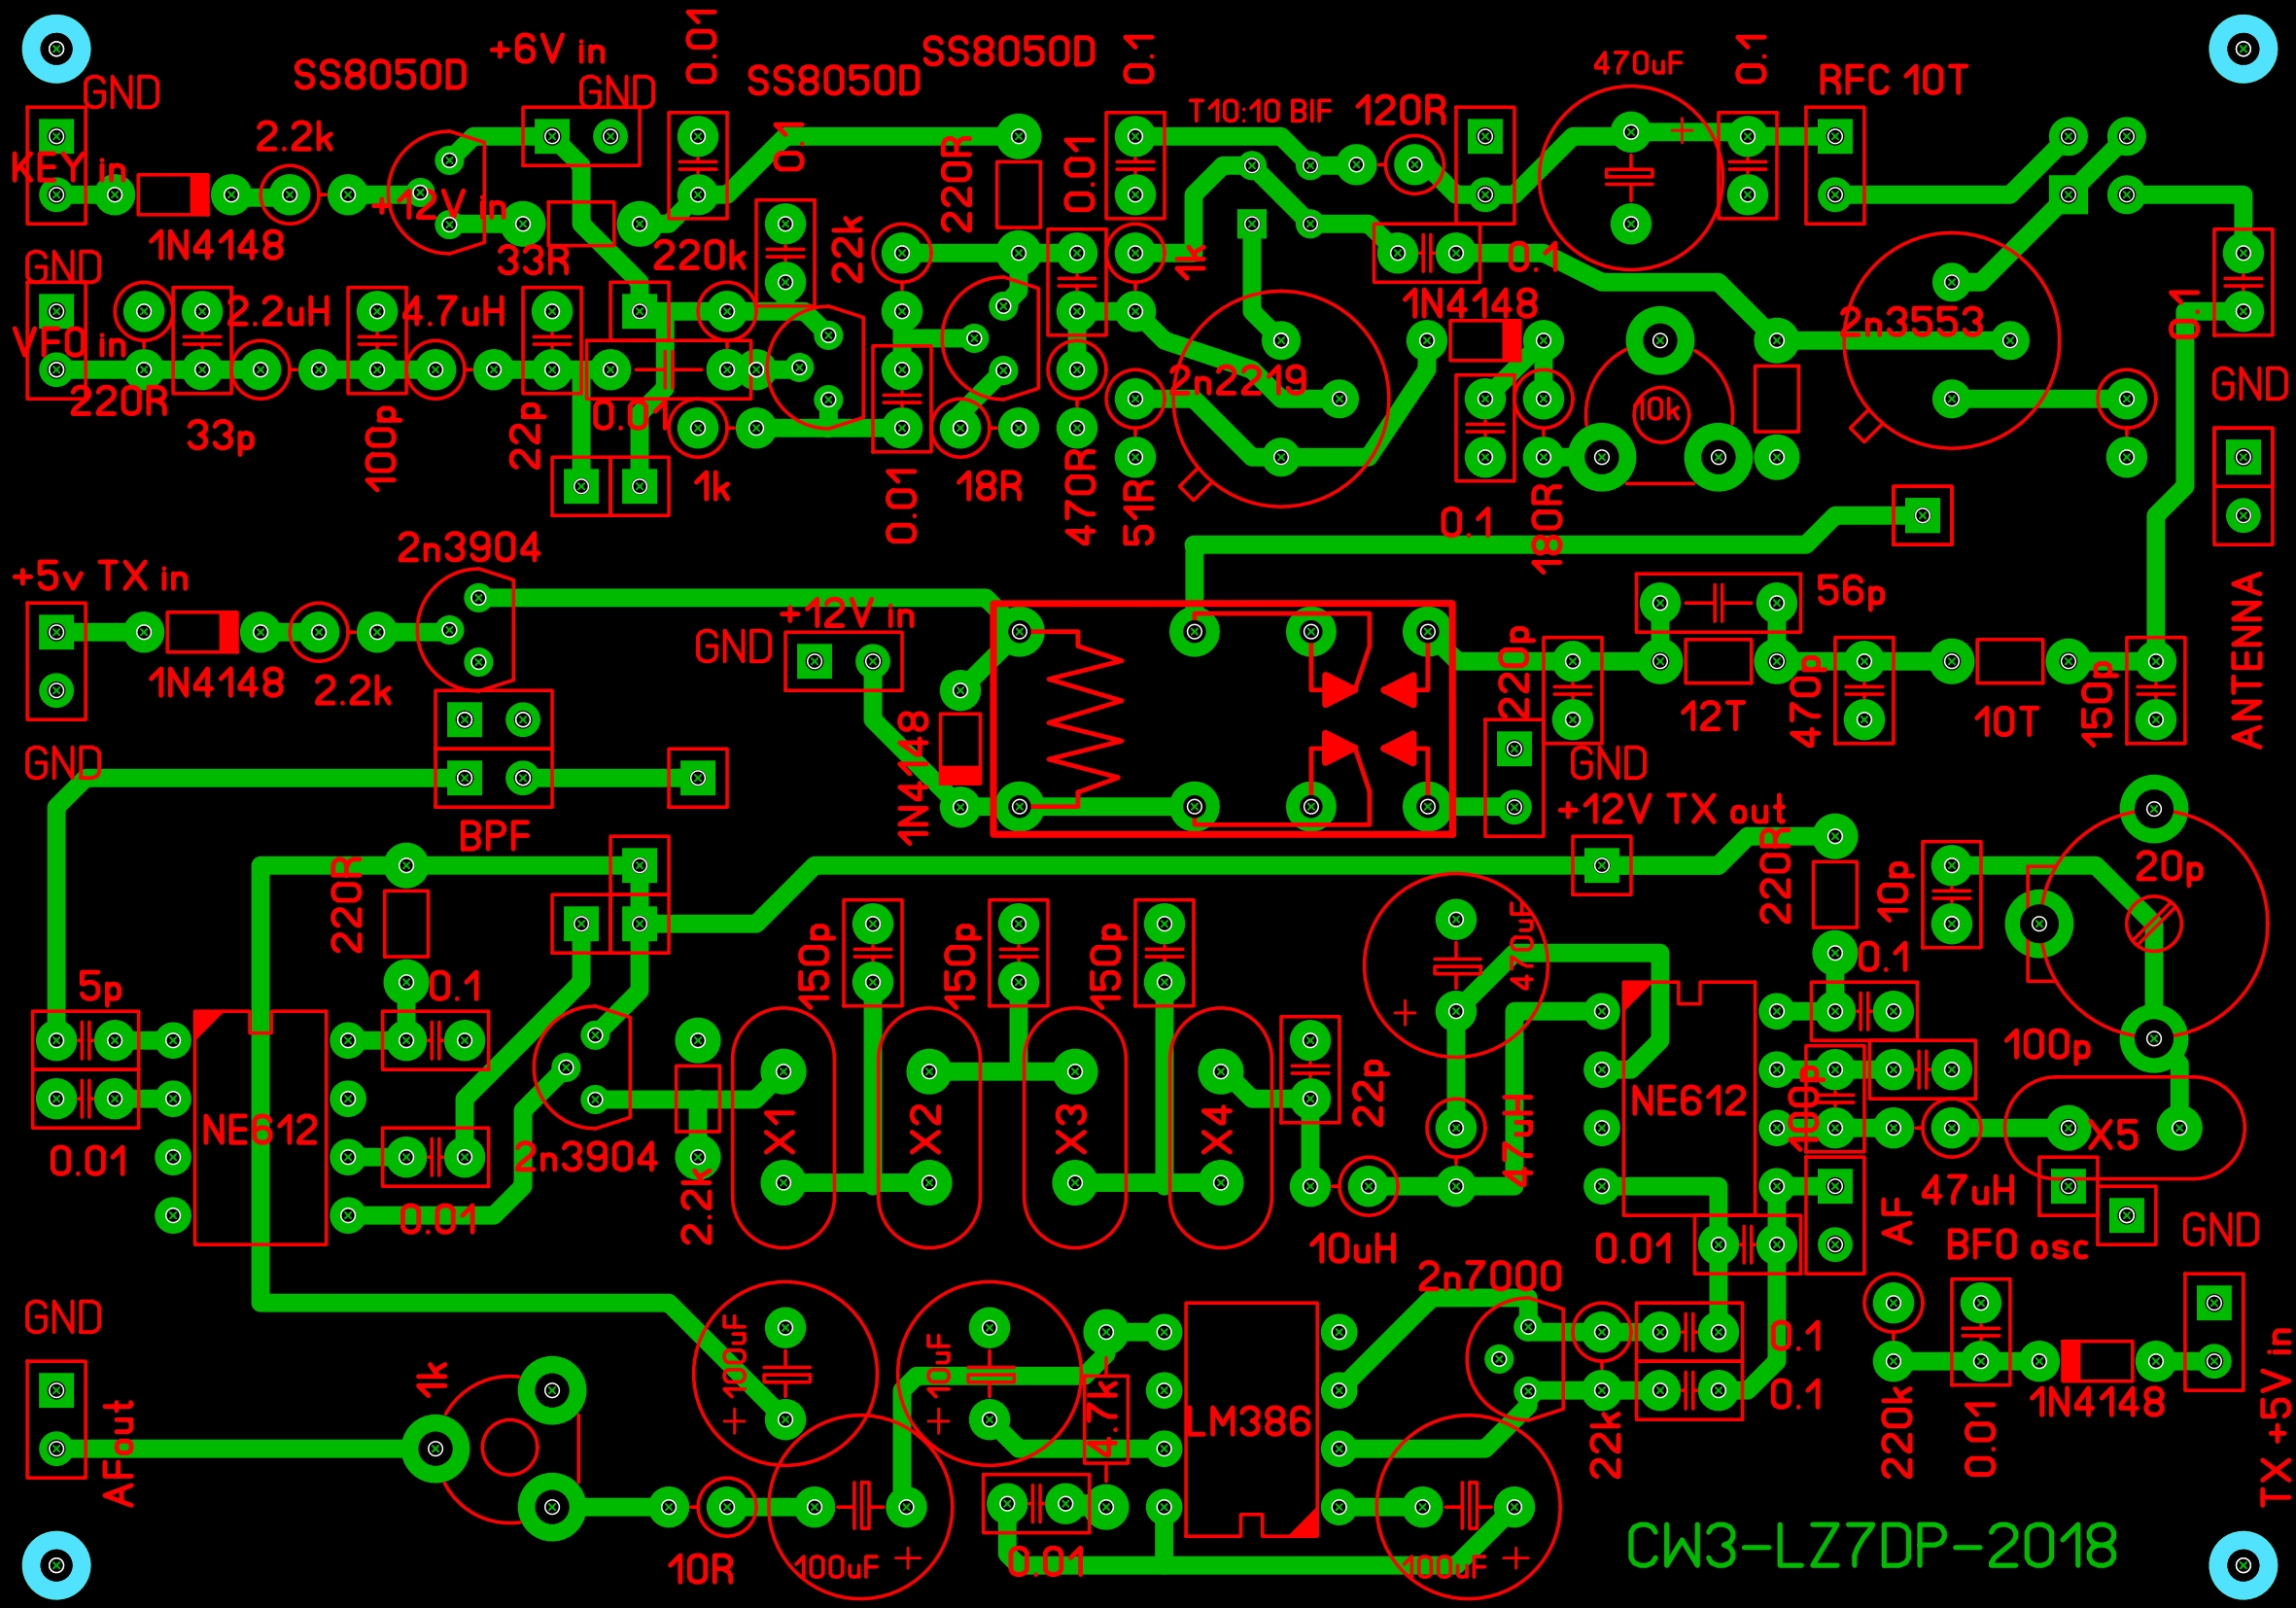 +6V in
SS8050D
GND
GND
0.01
SS8050D
SS8050D
0.1
470uF
0.1
RFC 10T
T10:10 BIF
120R
KEY in
2.2k
+12V in
0.1
220R
0.01
1N4148
33R
220k
22k
1k
0.1
GND
2.2uH
4.7uH
1N4148
2n3553
0.1
VFO in
220R
33p
100p
22p
0.01
1k
0.01
18R
470R
51R
2n2219
10k
180R
0.1
GND
ANTENNA
+5v TX in
2n3904
1N4148
2.2k
GND
+12V in
1N4148
220p
56p
12T
470p
10T
150p
GND
GND
+12V TX out
BPF
220R
220R
10p
20p
150p
150p
150p
470uF
5p
0.1
0.1
100p
NE612
0.01
2n3904
0.01
2.2k
X1
X2
X3
X4
22p
10uH
47uH
NE612
100p
X5
47uH
AF
0.01
BFO osc
GND
2n7000
GND
1k
AFout
100uF
10uF
4.7k
LM386
0.1
0.1
22k
220k
0.01
1N4148
TX +5V in
10R
100uF
0.01
100uF
CW3-LZ7DP-2018